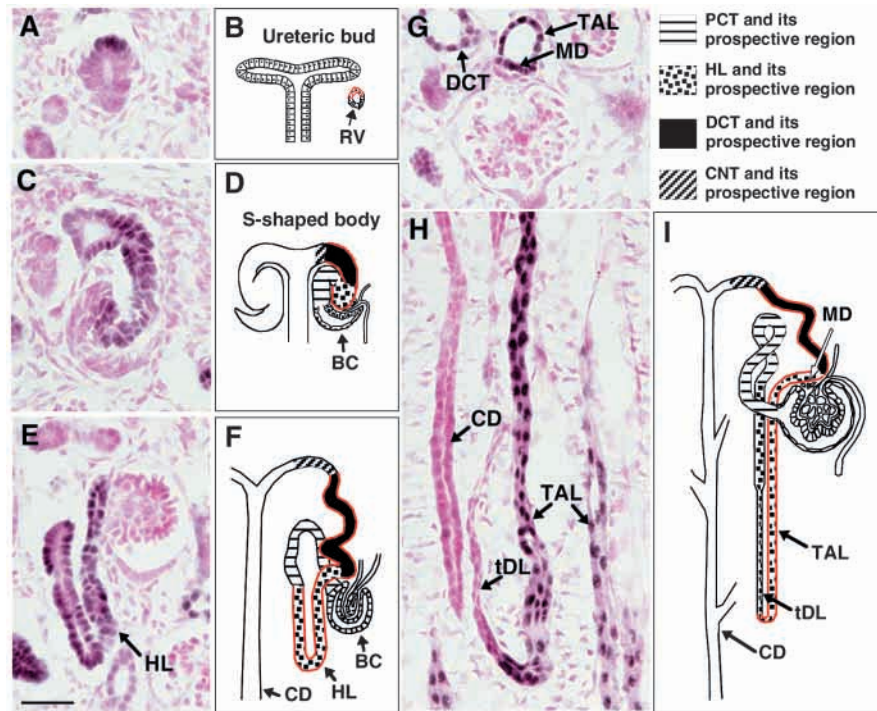 A
B
Ureteric bud
RV
C
D
S-shaped body
BC
E
HL
F
BC
HL
CD
G
TAL
MD
DCT
H
CD
TAL
tDL
PCT and its
prospective region
HL and its
prospective region
DCT and its
prospective region
CNT and its
prospective region
I
MD
TAL
tDL
CD